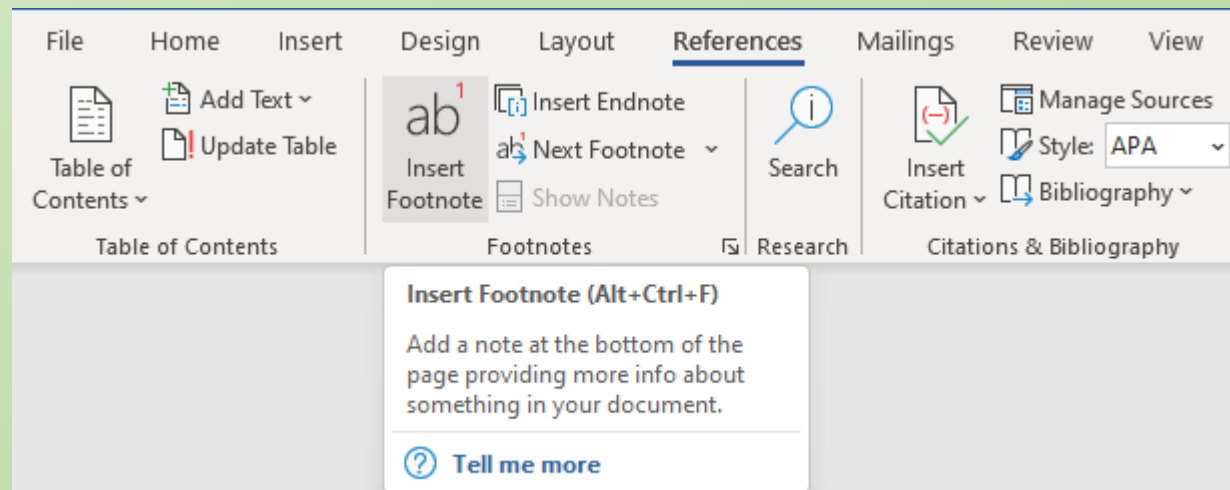 File Home Insert Design Layout References Mailings Review View
Table of
Contents
Add Text
Update Table
Table of Contents
ab1
Insert
Footnote
[i] Insert Endnote
ab1 Next Footnote
Show Notes
Footnotes
i
Search
Research
(-)
Insert
Citation
Manage Sources
Style: APA
Bibliography
Citations & Bibliography
Insert Footnote (Alt+Ctrl+F)
Add a note at the bottom of the
page providing more info about
something in your document.
? Tell me more